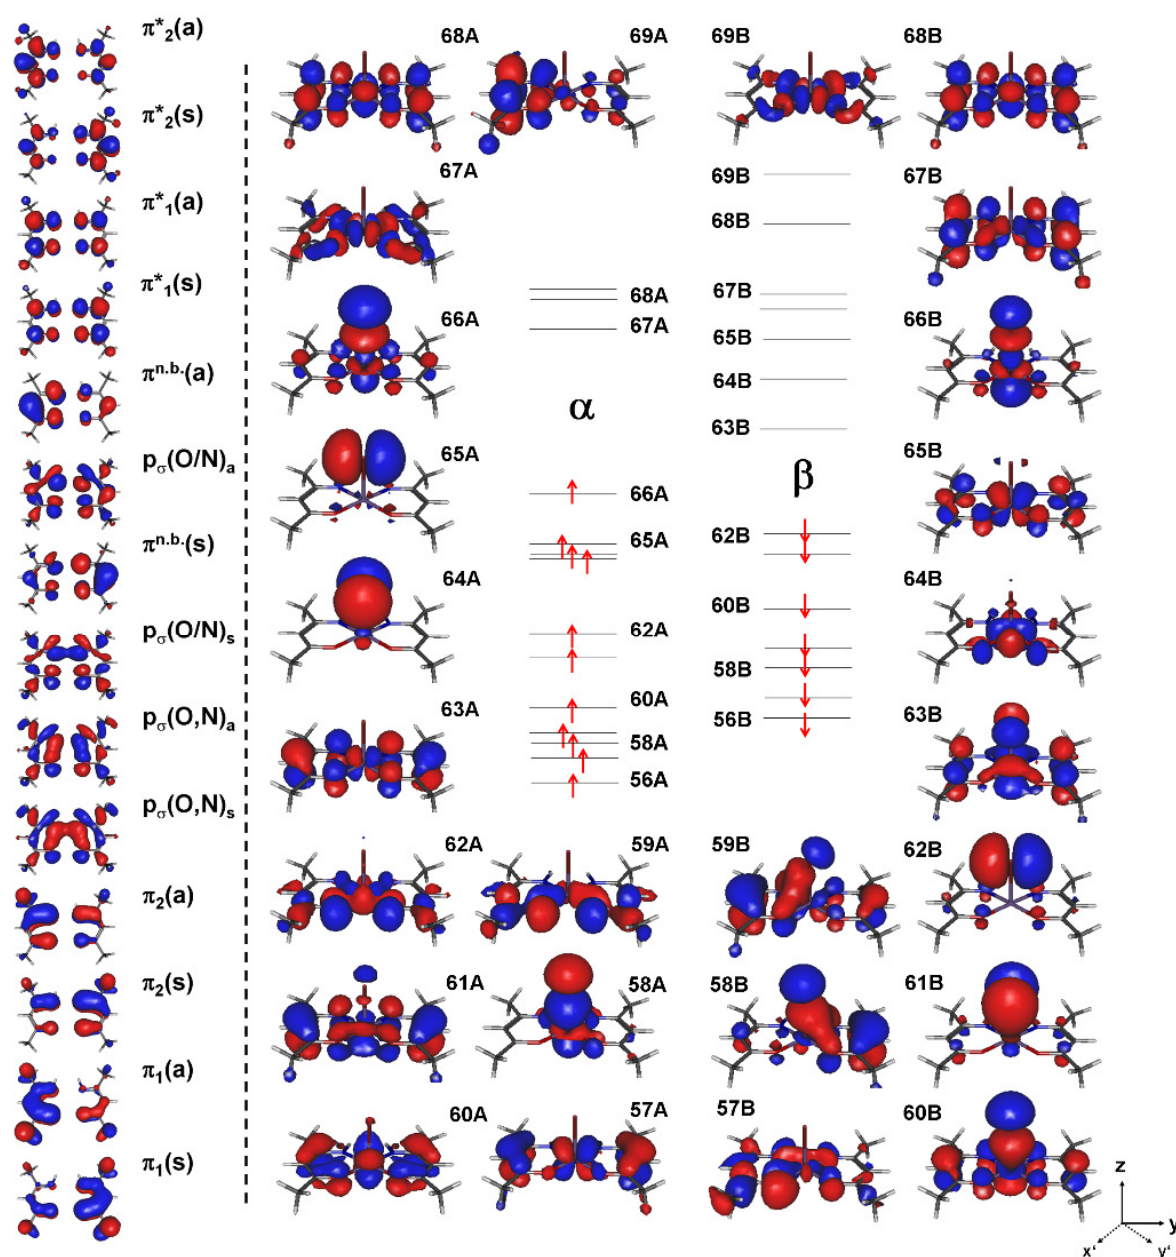 π*₂(a)
π*₂(s)
π*₁(a)
π*₁(s)
πⁿ·ᵇ·(a)
pσ(O/N)ₐ
πⁿ·ᵇ·(s)
pσ(O/N)ₛ
pσ(O,N)ₐ
pσ(O,N)ₛ
π₂(a)
π₂(s)
π₁(a)
π₁(s)
68A 69A
67A
66A
65A
64A
63A
62A 59A
61A 58A
60A 57A
68A
67A
α
66A
65A
62A
60A
58A
56A
69B 68B
69B
68B
67B
65B
64B
63B
β
62B
60B
58B
56B
67B
66B
65B
64B
63B
59B 62B
58B 61B
57B 60B
z
y
x'
y'